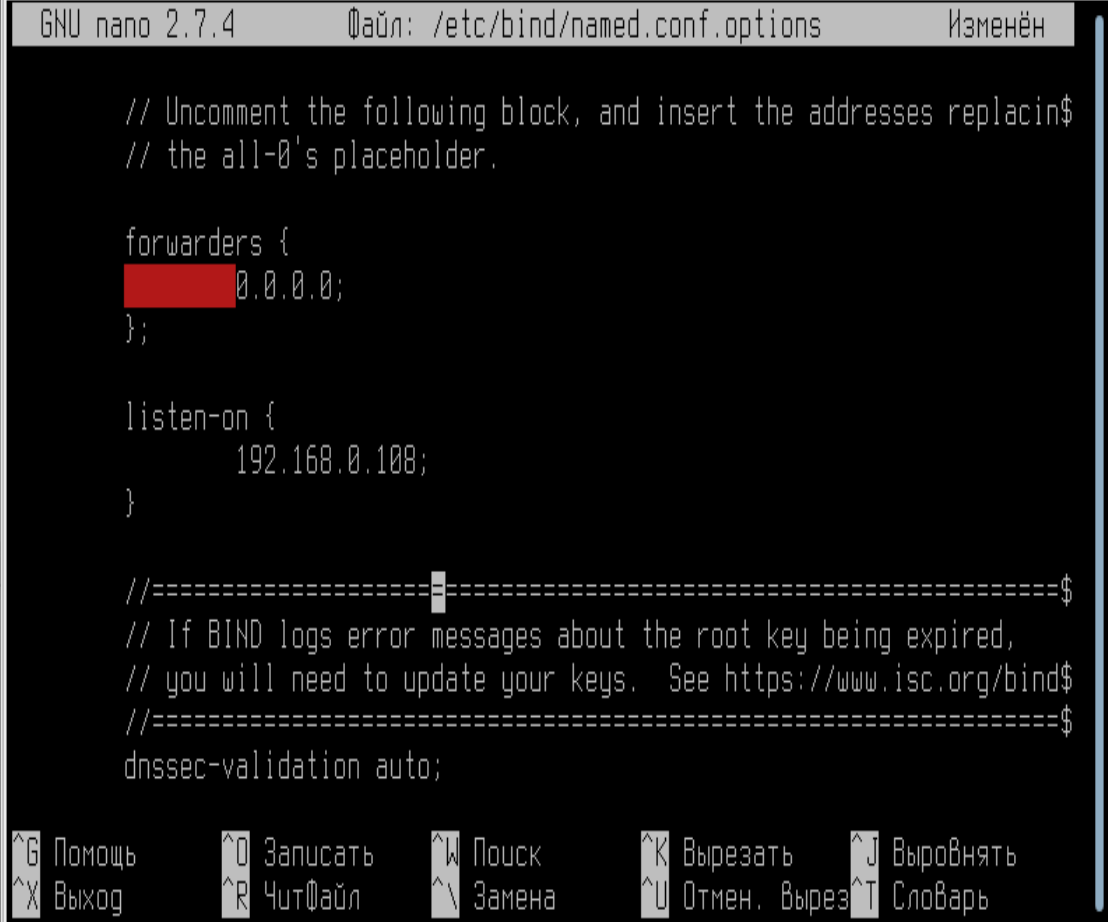 GNU nano 2.7.4 Файл: /etc/bind/named.conf.options Изменён
// Uncomment the following block, and insert the addresses replacin$
// the all-0's placeholder.
forwarders {
0.0.0.0;
};
listen-on {
192.168.0.108;
}
//==================================================================$
// If BIND logs error messages about the root key being expired,
// you will need to update your keys.  See https://www.isc.org/bind$
//==================================================================$
dnssec-validation auto;
^G Помощь ^O Записать ^W Поиск ^K Вырезать ^J Выровнять
^X Выход ^R ЧитФайл ^\ Замена ^U Отмен. вырез ^T Словарь